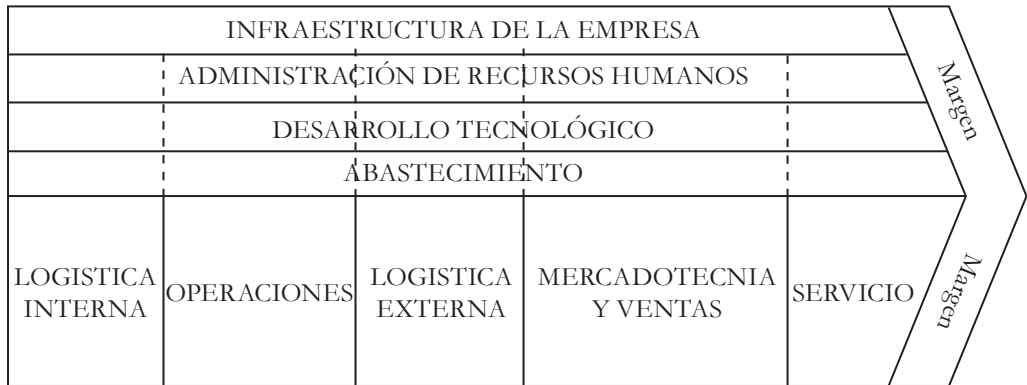 INFRAESTRUCTURA DE LA EMPRESA
ADMINISTRACIÓN DE RECURSOS HUMANOS
DESARROLLO TECNOLÓGICO
ABASTECIMIENTO
Margen
LOGISTICA
INTERNA
OPERACIONES
LOGISTICA
EXTERNA
MERCADOTECNIA
Y VENTAS
SERVICIO
Margen